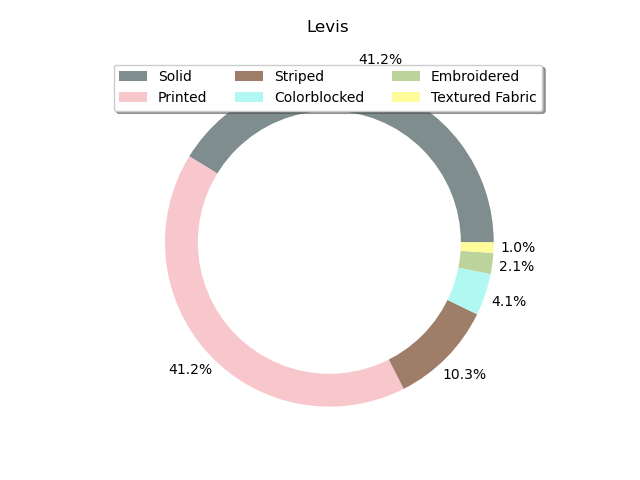 Levis
41.2%
Solid Striped Embroidered
Printed Colorblocked Textured Fabric
1.0%
2.1%
4.1%
41.2%
10.3%